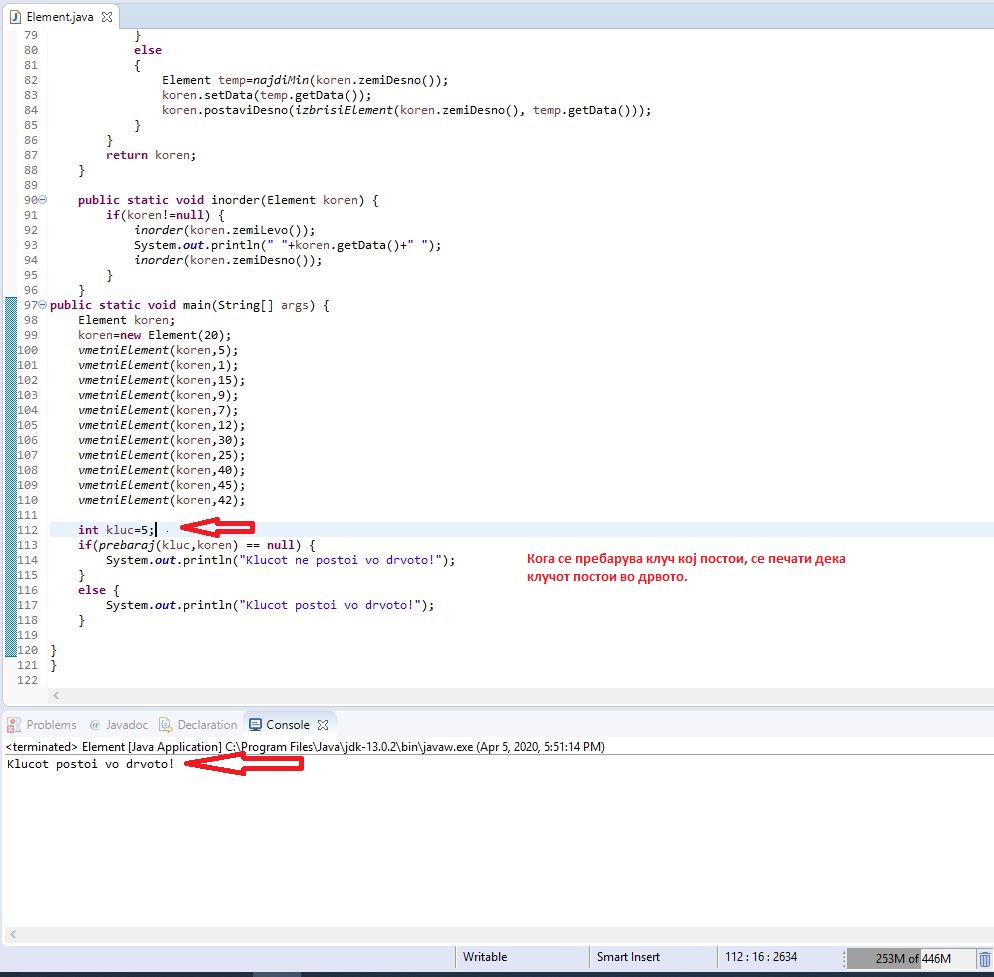 Element.java
79 }
80 else
81 {
82 Element temp=najdiMin(koren.zemiDesno());
83 koren.setData(temp.getData());
84 koren.postaviDesno(izbrisiElement(koren.zemiDesno(), temp.getData()));
85 }
86 }
87 return koren;
88 }
89
90 public static void inorder(Element koren) {
91 if(koren!=null) {
92 inorder(koren.zemiLevo());
93 System.out.println(" "+koren.getData()+" ");
94 inorder(koren.zemiDesno());
95 }
96 }
97 public static void main(String[] args) {
98 Element koren;
99 koren=new Element(20);
100 vmetniElement(koren,5);
101 vmetniElement(koren,1);
102 vmetniElement(koren,15);
103 vmetniElement(koren,9);
104 vmetniElement(koren,7);
105 vmetniElement(koren,12);
106 vmetniElement(koren,30);
107 vmetniElement(koren,25);
108 vmetniElement(koren,40);
109 vmetniElement(koren,45);
110 vmetniElement(koren,42);
111
112 int kluc=5;
113 if(prebaraj(kluc,koren) == null) {
114 System.out.println("Klucot ne postoi vo drvoto!");
115 }
116 else {
117 System.out.println("Klucot postoi vo drvoto!");
118 }
119
120 }
121 }
122
Кога се пребарува клуч кој постои, се печати дека
клучот постои во дрвото.
Problems @ Javadoc Declaration Console
<terminated> Element [Java Application] C:\Program Files\Java\jdk-13.0.2\bin\javaw.exe (Apr 5, 2020, 5:51:14 PM)
Klucot postoi vo drvoto!
Writable Smart Insert 112 : 16 : 2634 253M of 446M